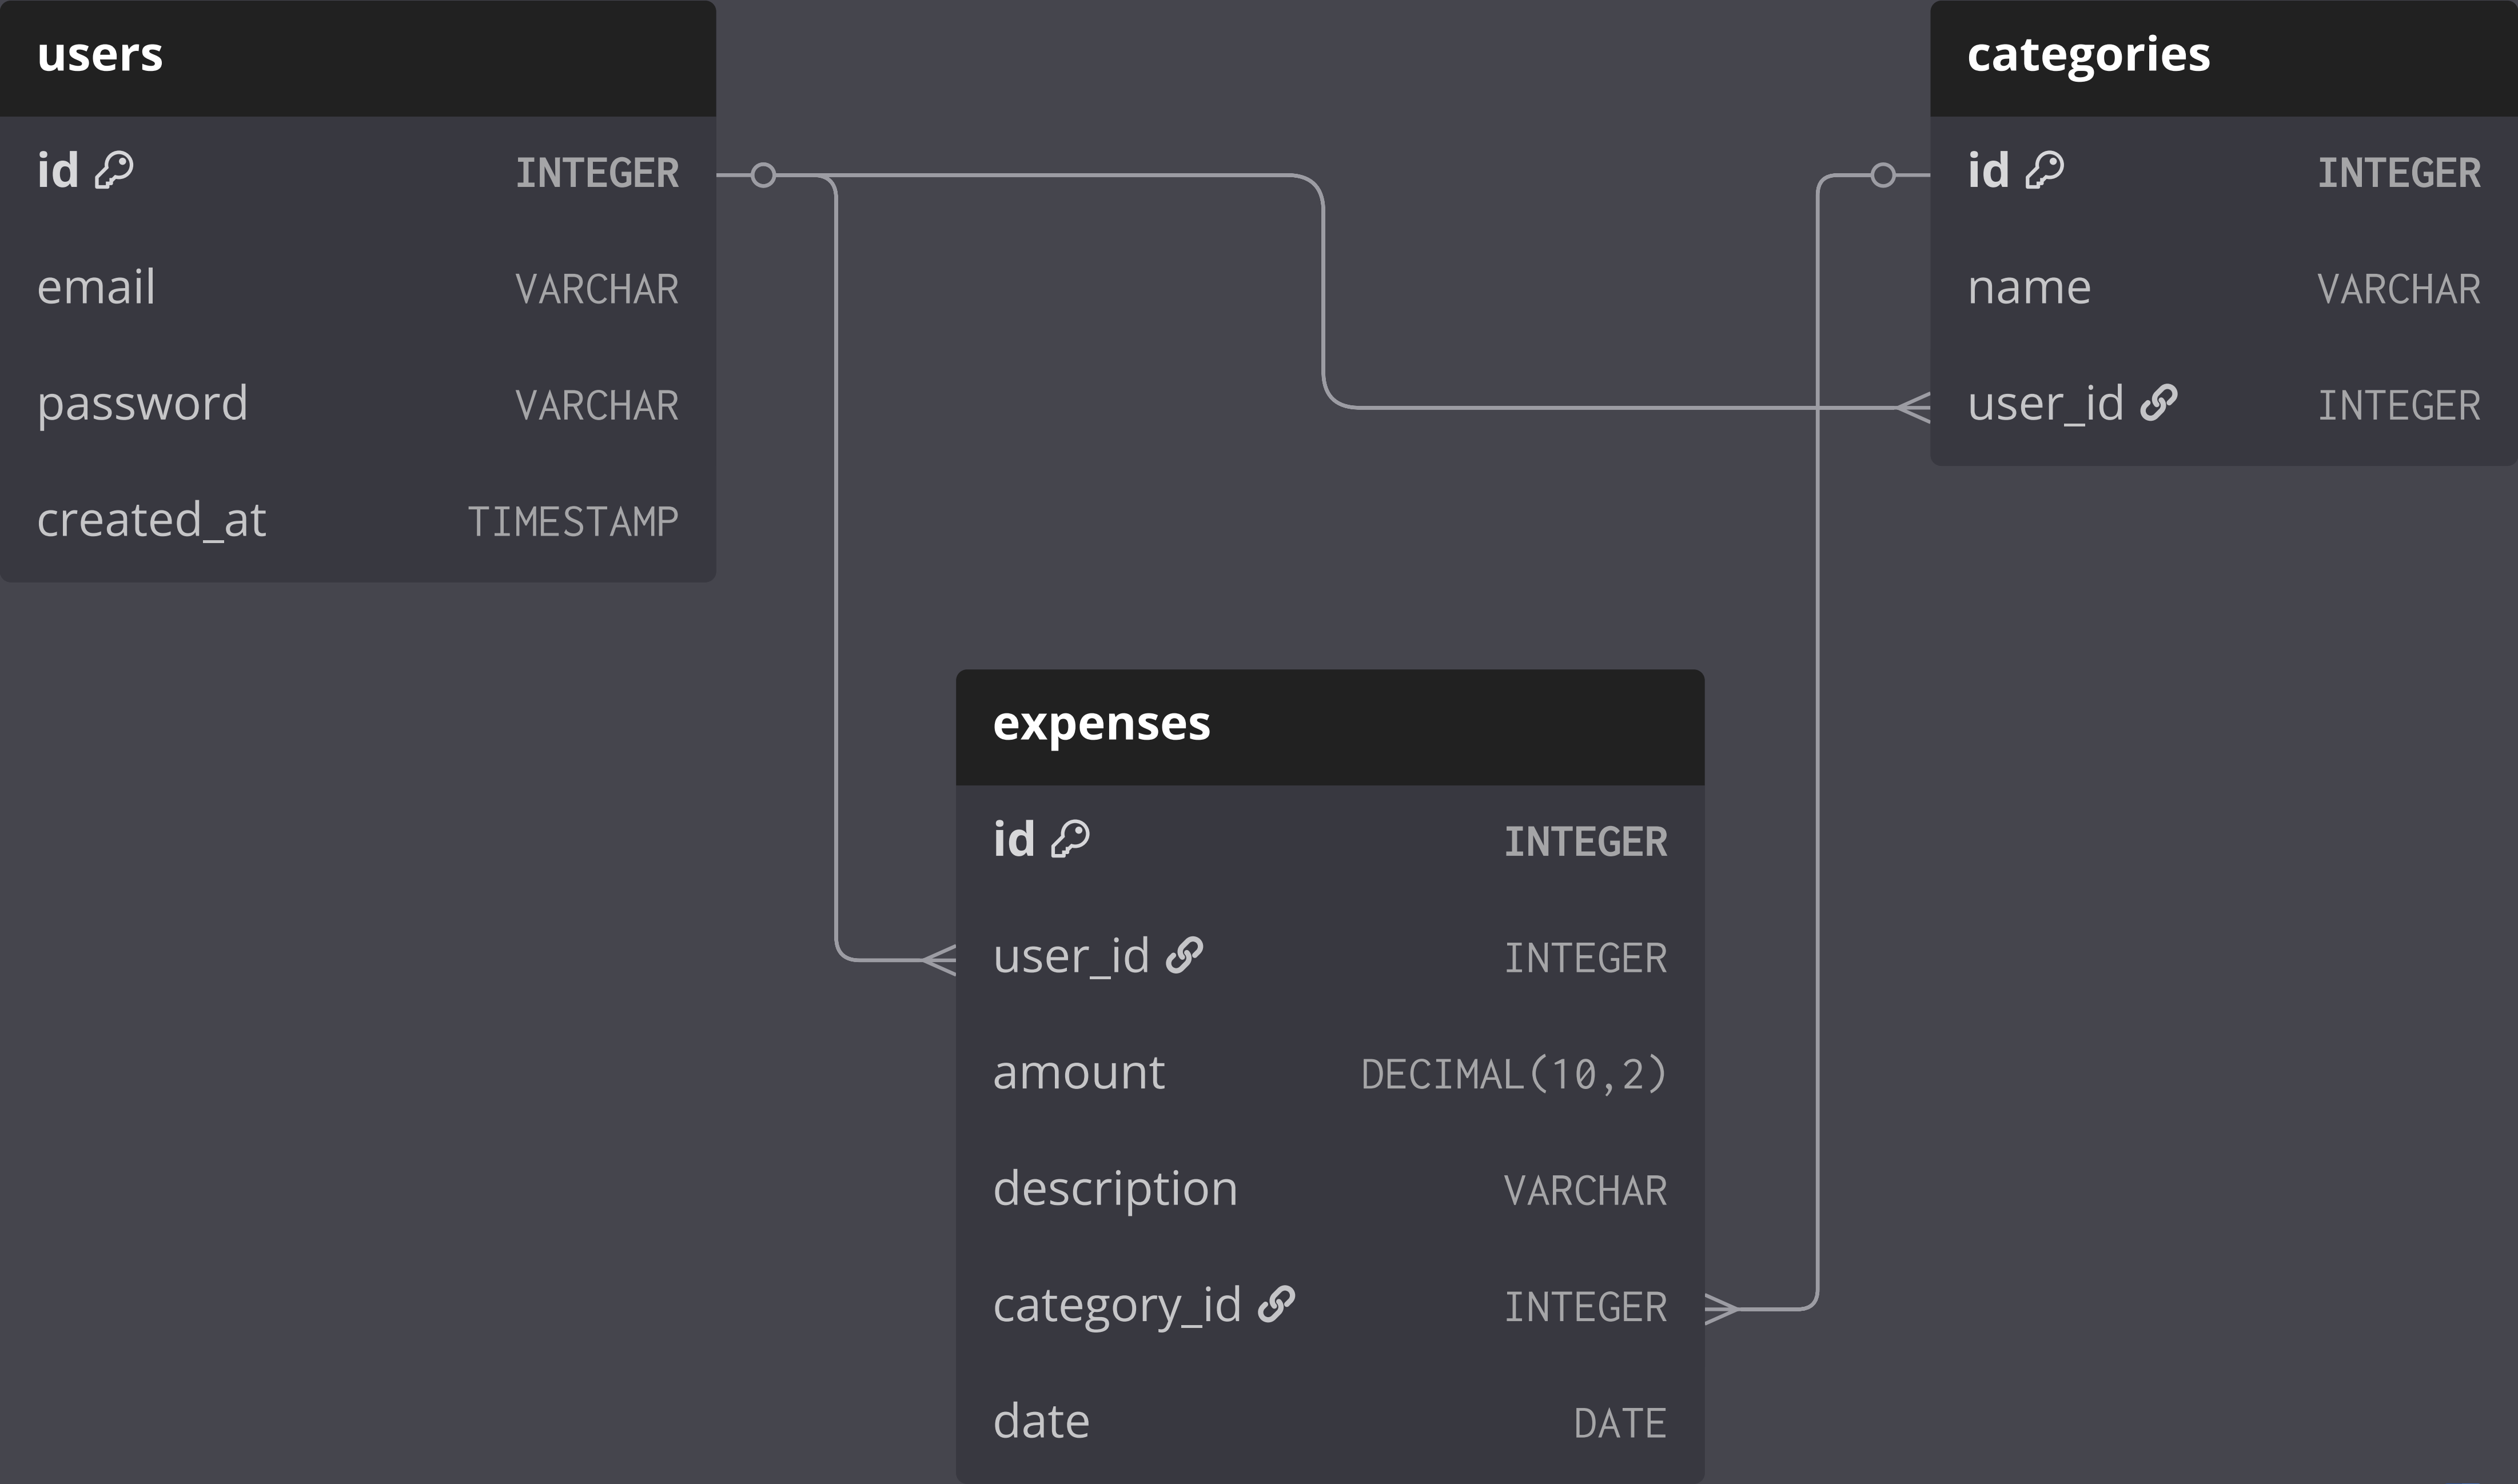 users
id INTEGER
email VARCHAR
password VARCHAR
created_at TIMESTAMP
categories
id INTEGER
name VARCHAR
user_id INTEGER
expenses
id INTEGER
user_id INTEGER
amount DECIMAL(10,2)
description VARCHAR
category_id INTEGER
date DATE